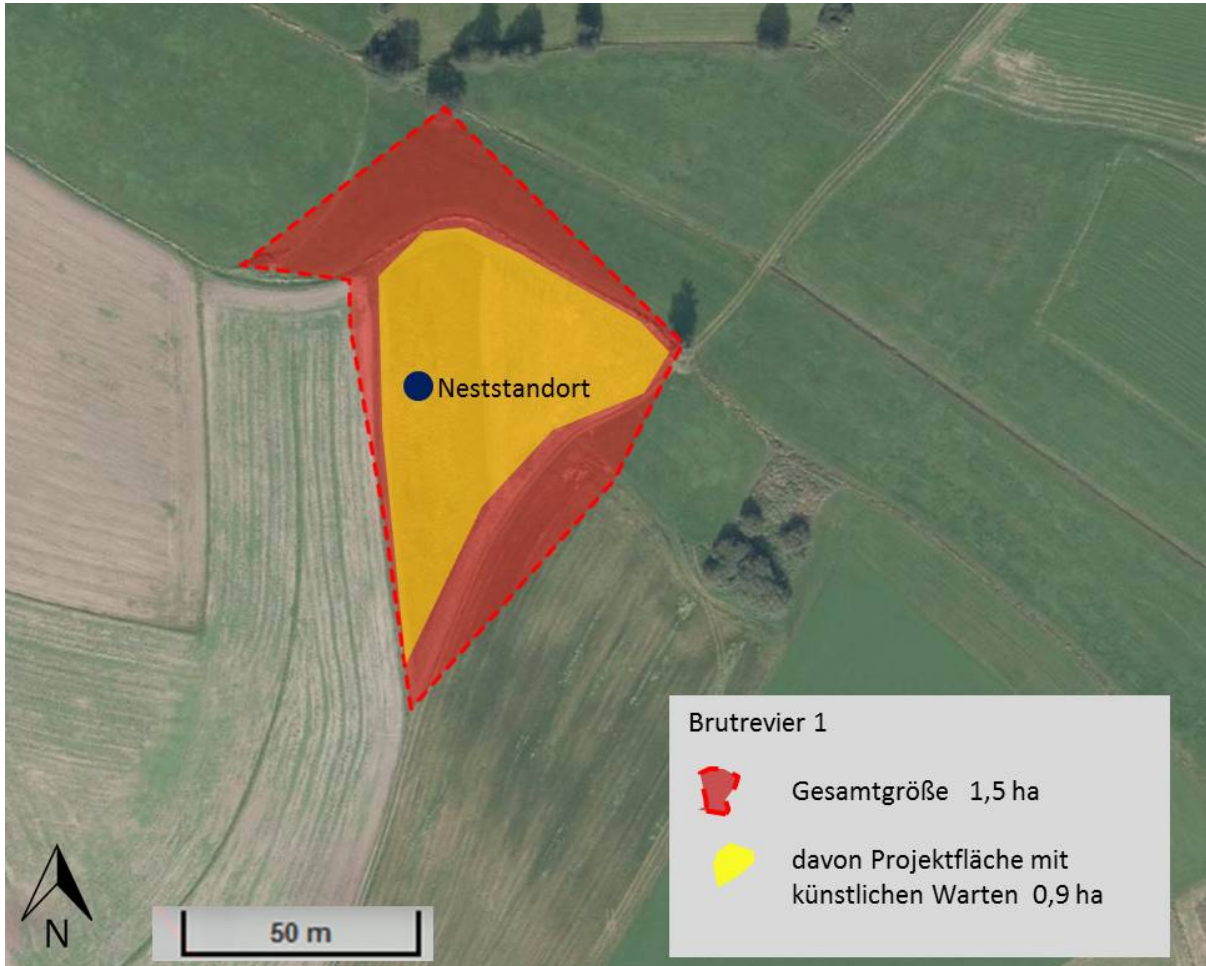 Neststandort
Brutrevier 1
Gesamtgröße 1,5 ha
davon Projektfläche mit
künstlichen Warten 0,9 ha
N
50 m